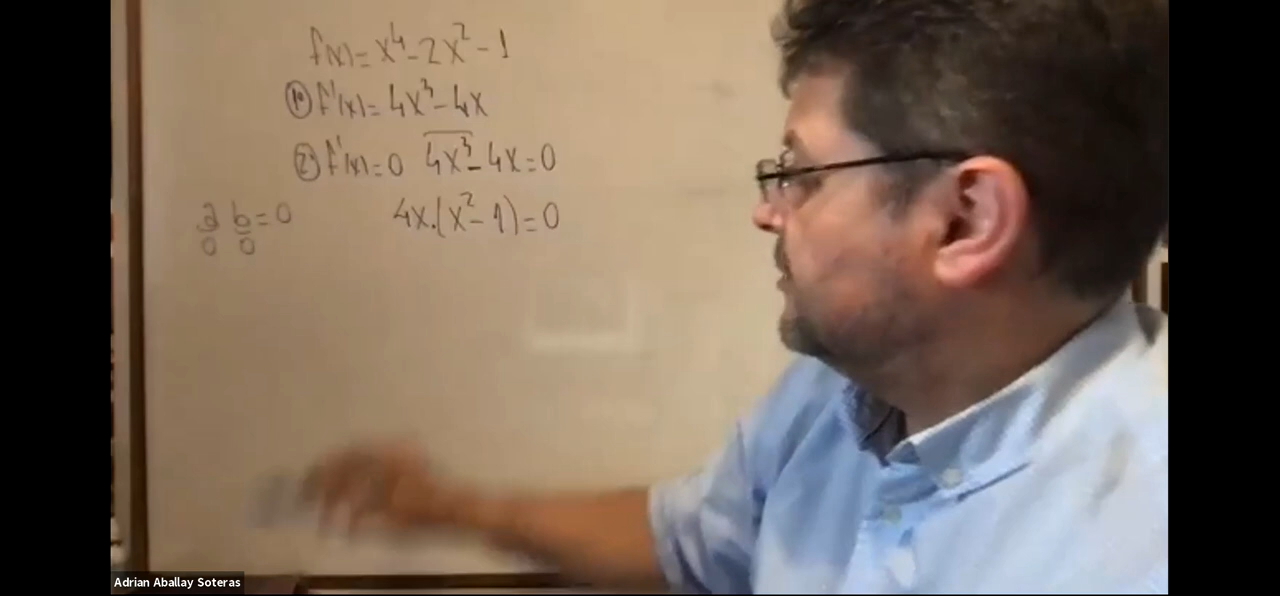 f(x)= x⁴-2x²-1
① f'(x)= 4x³-4x
② f'(x)=0 4x³-4x=0
a b=0 4x.(x²-1)=0
0 0
Adrian Aballay Soteras